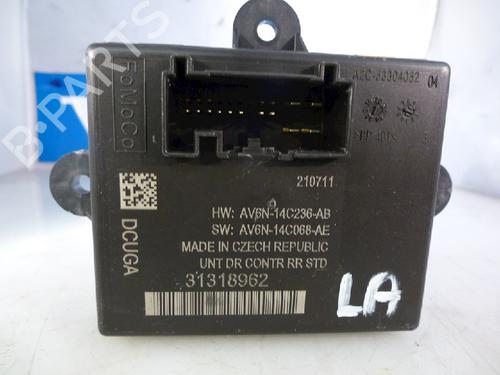 FoMoCo
A2C-53304032 04
210711
HW: AV6N-14C236-AB
SW: AV6N-14C068-AE
MADE IN CZECH REPUBLIC
UNT DR CONTR RR STD
31318962
DCUGA
LA
B-PARTS